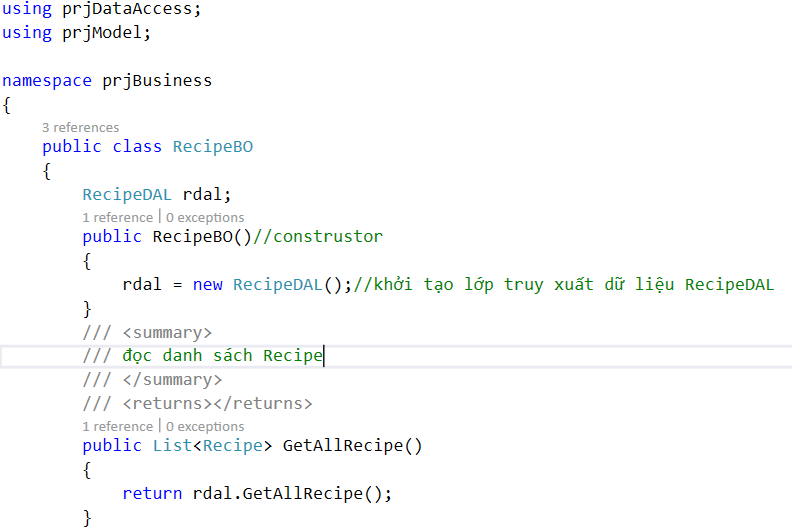 using prjDataAccess;
using prjModel;
namespace prjBusiness
{
3 references
public class RecipeBO
{
RecipeDAL rdal;
1 reference | 0 exceptions
public RecipeBO()//construstor
{
rdal = new RecipeDAL();//khởi tạo lớp truy xuất dữ liệu RecipeDAL
}
/// <summary>
/// đọc danh sách Recipe
/// </summary>
/// <returns></returns>
1 reference | 0 exceptions
public List<Recipe> GetAllRecipe()
{
return rdal.GetAllRecipe();
}